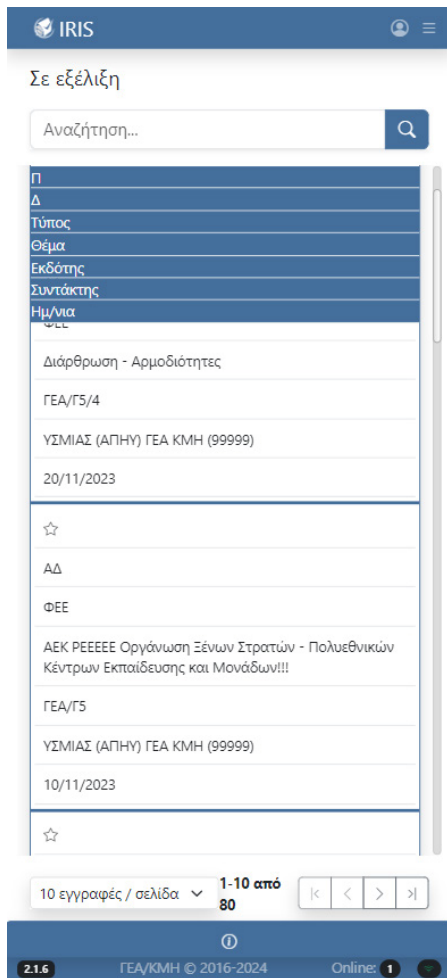 IRIS
Σε εξέλιξη
Αναζήτηση...
Π
Δ
Τύπος
Θέμα
Εκδότης
Συντάκτης
Ημ/νια
ΦΕΕ
Διάρθρωση - Αρμοδιότητες
ΓΕΑ/Γ5/4
ΥΣΜΙΑΣ (ΑΠΗΥ) ΓΕΑ ΚΜΗ (99999)
20/11/2023
ΑΔ
ΦΕΕ
ΑΕΚ ΡΕΕΕΕΕ Οργάνωση Ξένων Στρατών - Πολυεθνικών
Κέντρων Εκπαίδευσης και Μονάδων!!!
ΓΕΑ/Γ5
ΥΣΜΙΑΣ (ΑΠΗΥ) ΓΕΑ ΚΜΗ (99999)
10/11/2023
10 εγγραφές / σελίδα
1-10 από
80
2.1.6 ΓΕΑ/ΚΜΗ © 2016-2024 Online: 1